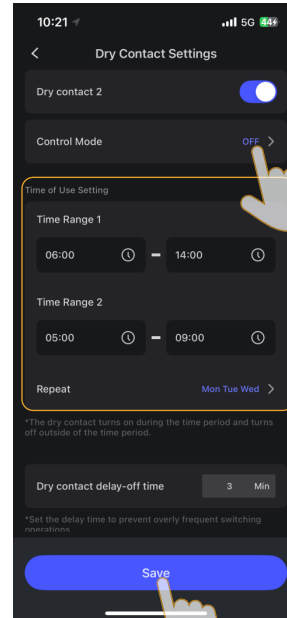 10:21 5G 44
Dry Contact Settings
Dry contact 2
Control Mode OFF
Time of Use Setting
Time Range 1
06:00 – 14:00
Time Range 2
05:00 – 09:00
Repeat Mon Tue Wed
*The dry contact turns on during the time period and turns
off outside of the time period.
Dry contact delay-off time 3 Min
*Set the delay time to prevent overly frequent switching
operations.
Save